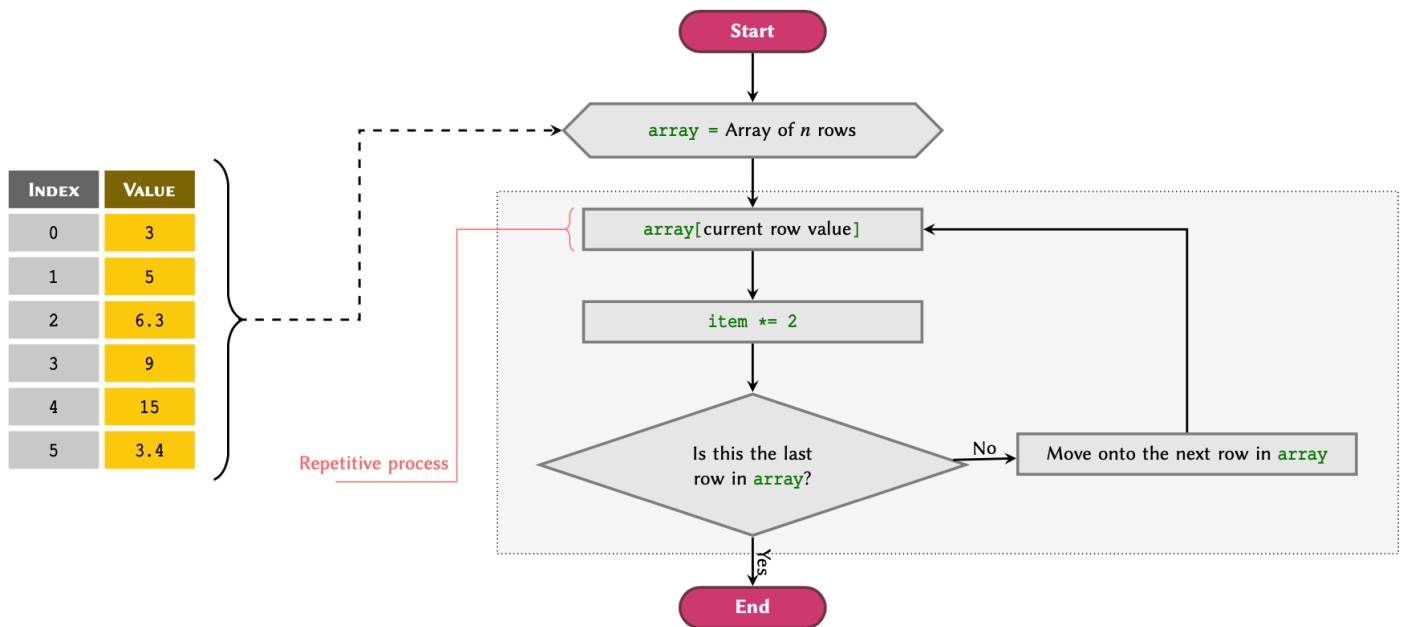 Start
array = Array of n rows
INDEX VALUE
0 3
1 5
2 6.3
3 9
4 15
5 3.4
Repetitive process
array[current row value]
item *= 2
Is this the last
row in array?
No
Move onto the next row in array
Yes
End